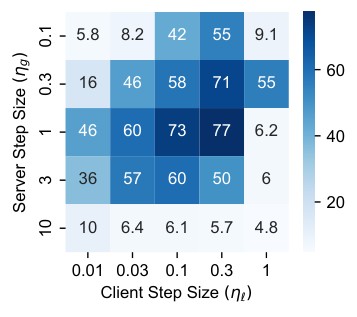 Server Step Size (η_g)
0.1 5.8 8.2 42 55 9.1
0.3 16 46 58 71 55
1 46 60 73 77 6.2
3 36 57 60 50 6
10 10 6.4 6.1 5.7 4.8
0.01 0.03 0.1 0.3 1
Client Step Size (η_ℓ)
60
40
20